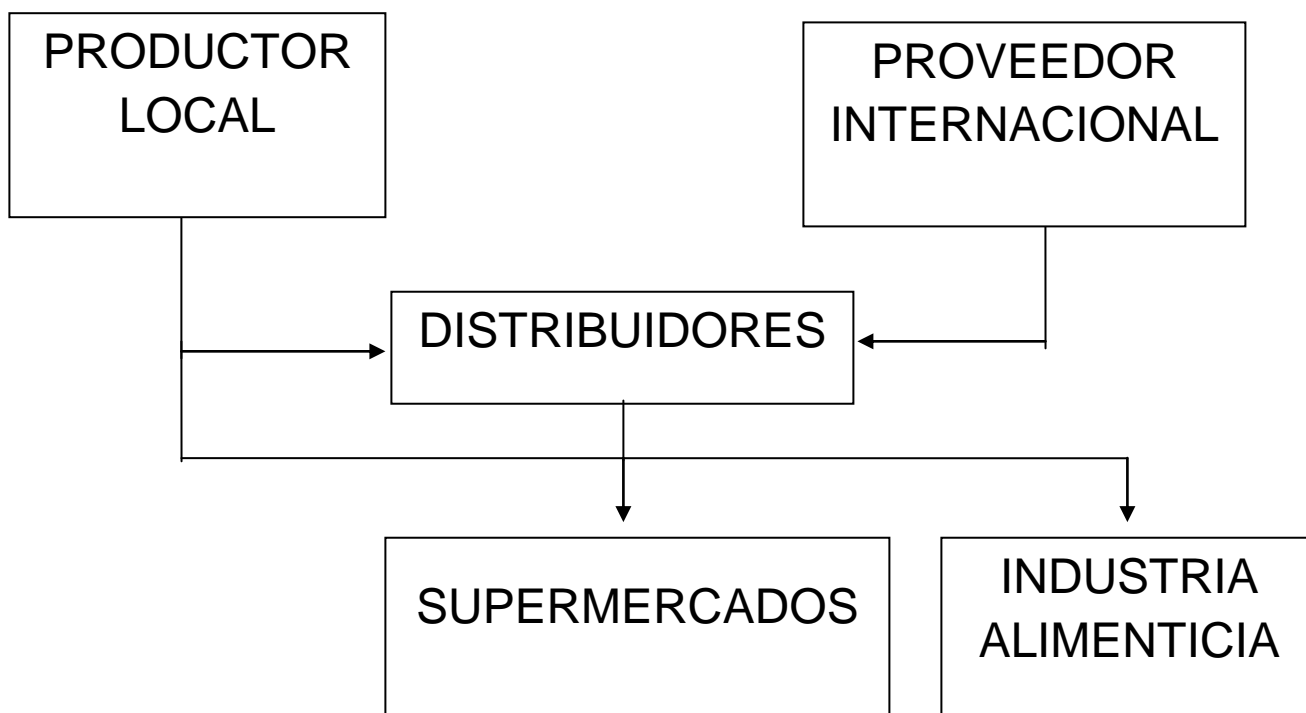 PRODUCTOR
LOCAL
PROVEEDOR
INTERNACIONAL
DISTRIBUIDORES
SUPERMERCADOS
INDUSTRIA
ALIMENTICIA